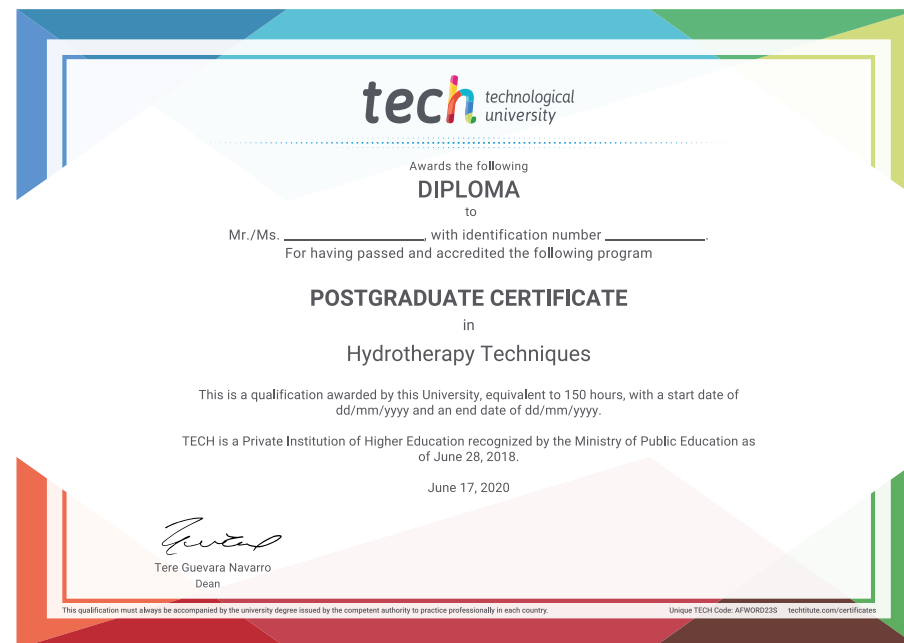 tech technological
university
Awards the following
DIPLOMA
to
Mr./Ms. ____________________, with identification number ______________.
For having passed and accredited the following program
POSTGRADUATE CERTIFICATE
in
Hydrotherapy Techniques
This is a qualification awarded by this University, equivalent to 150 hours, with a start date of
dd/mm/yyyy and an end date of dd/mm/yyyy.
TECH is a Private Institution of Higher Education recognized by the Ministry of Public Education as
of June 28, 2018.
June 17, 2020
Tere Guevara Navarro
Dean
This qualification must always be accompanied by the university degree issued by the competent authority to practice professionally in each country. Unique TECH Code: AFWORD23S techtitute.com/certificates